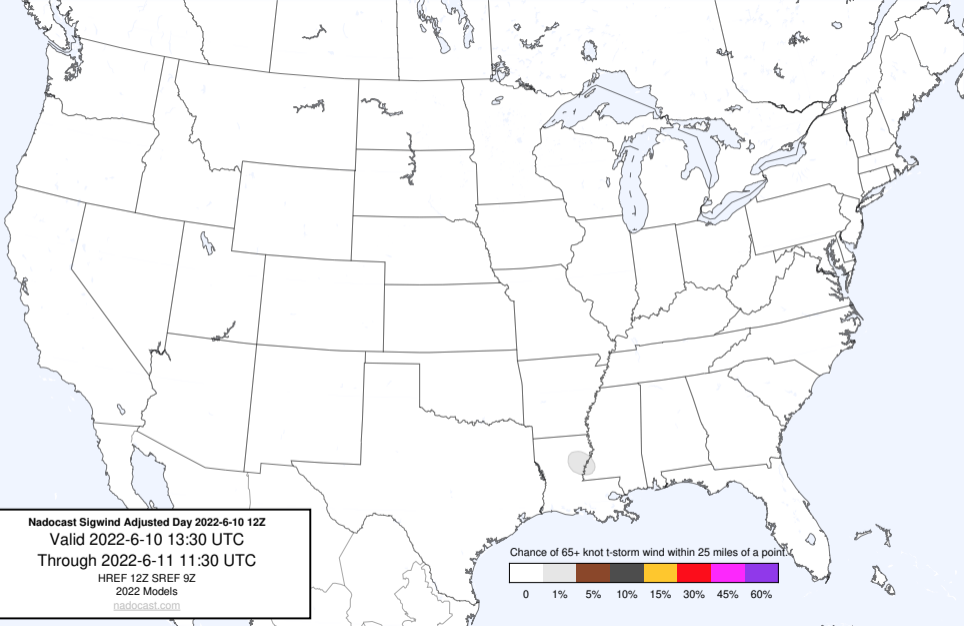 Nadocast Sigwind Adjusted Day 2022-6-10 12Z
Valid 2022-6-10 13:30 UTC
Through 2022-6-11 11:30 UTC
HREF 12Z SREF 9Z
2022 Models
nadocast.com
Chance of 65+ knot t-storm wind within 25 miles of a point.
0 1% 5% 10% 15% 30% 45% 60%